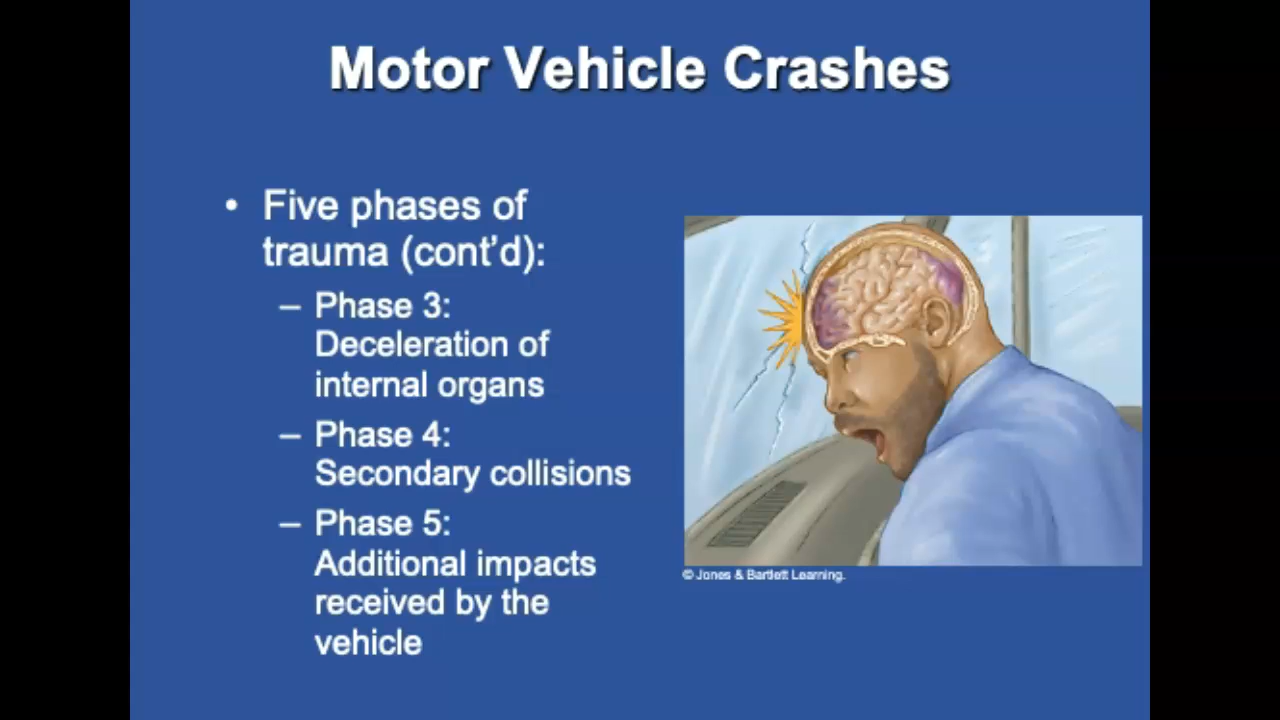 Motor Vehicle Crashes
• Five phases of
trauma (cont’d):
– Phase 3:
Deceleration of
internal organs
– Phase 4:
Secondary collisions
– Phase 5:
Additional impacts
received by the
vehicle
© Jones & Bartlett Learning.